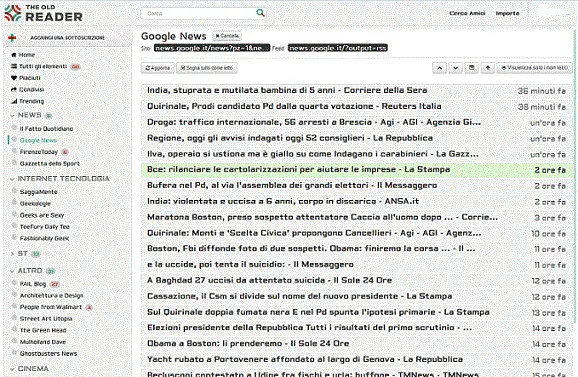 THE OLD
READER
Cerca
Cerca Amici Importa
AGGIUNGI UNA SOTTOSCRIZIONE
Home
Tutti gli elementi
Piaciuti
Condivisi
Trending
NEWS
Il Fatto Quotidiano
Google News
FirenzeToday
Gazzetta dello Sport
INTERNET TECNOLOGIA
SaggiaMente
Geekologie
Geeks are Sexy
TeeFury Daily Tee
Fashionably Geek
ST
ALTRO
FAIL Blog
Architettura e Design
People from Walmart
Street Art Utopia
The Green Head
Mulholland Dave
Ghostbusters News
CINEMA
Google News Cancella
Site news.google.it/news?pz=1&ne... Feed news.google.it/?output=rss
Aggiorna Segna tutto come letto Visualizza solo i non letti
India, stuprata e mutilata bambina di 5 anni - Corriere della Sera 36 minuti fa
Quirinale, Prodi candidato Pd dalla quarta votazione - Reuters Italia 38 minuti fa
Droga: traffico internazionale, 56 arresti a Brescia - Agi - AGI - Agenzia Gi... un'ora fa
Regione, oggi gli avvisi indagati oggi 52 consiglieri - La Repubblica un'ora fa
Ilva, operaio si ustiona ma è giallo su come Indagano i carabinieri - La Gazz... un'ora fa
Bce: rilanciare le cartolarizzazioni per aiutare le imprese - La Stampa 2 ore fa
Bufera nel Pd, al via l'assemblea dei grandi elettori - Il Messaggero 2 ore fa
India: violentata e uccisa a 6 anni, corpo in discarica - ANSA.it 2 ore fa
Maratona Boston, preso sospetto attentatore Caccia all'uomo dopo ... - Corrie... 3 ore fa
Quirinale: Monti e 'Scelta Civica' propongono Cancellieri - Agi - AGI - Agenz... 10 ore fa
Boston, Fbi diffonde foto di due sospetti. Obama: finiremo la corsa ... - Il ... 11 ore fa
e la uccide, poi tenta il suicidio: - Il Messaggero 11 ore fa
A Baghdad 27 uccisi da attentato suicida - Il Sole 24 Ore 12 ore fa
Cassazione, il Csm si divide sul nome del nuovo presidente - La Stampa 12 ore fa
Sul Quirinale doppia fumata nera E nel Pd spunta l'ipotesi primarie - La Stampa 13 ore fa
Elezioni presidente della Repubblica Tutti i risultati del primo scrutinio - ... 14 ore fa
Obama a Boston: li prenderemo - Il Sole 24 Ore 14 ore fa
Yacht rubato a Portovenere affondato al largo di Genova - La Repubblica 14 ore fa
Berlusconi contestato a Udine fra fischi e urla: buffone - TMNews - TMNews 15 ore fa